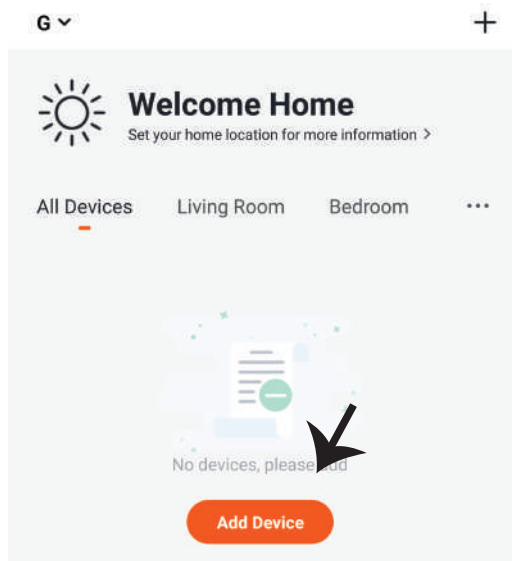 G
Welcome Home
Set your home location for more information >
All Devices Living Room Bedroom ...
No devices, please add
Add Device